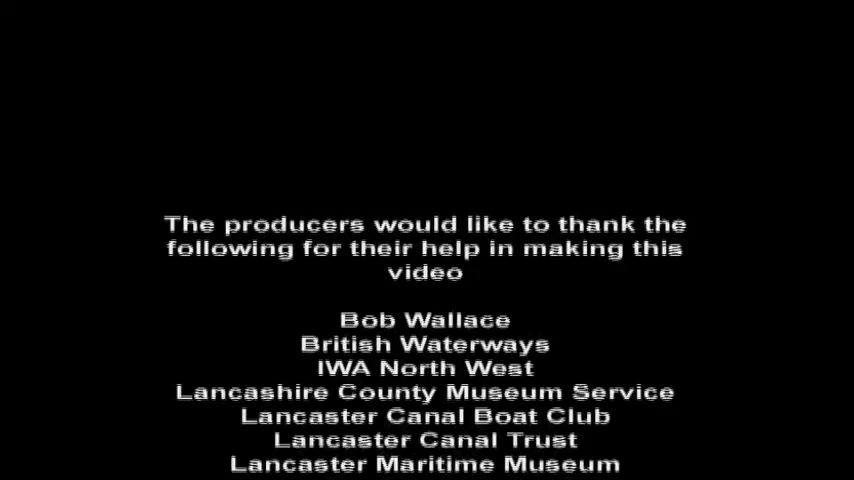 The producers would like to thank the
following for their help in making this
video
Bob Wallace
British Waterways
IWA North West
Lancashire County Museum Service
Lancaster Canal Boat Club
Lancaster Canal Trust
Lancaster Maritime Museum